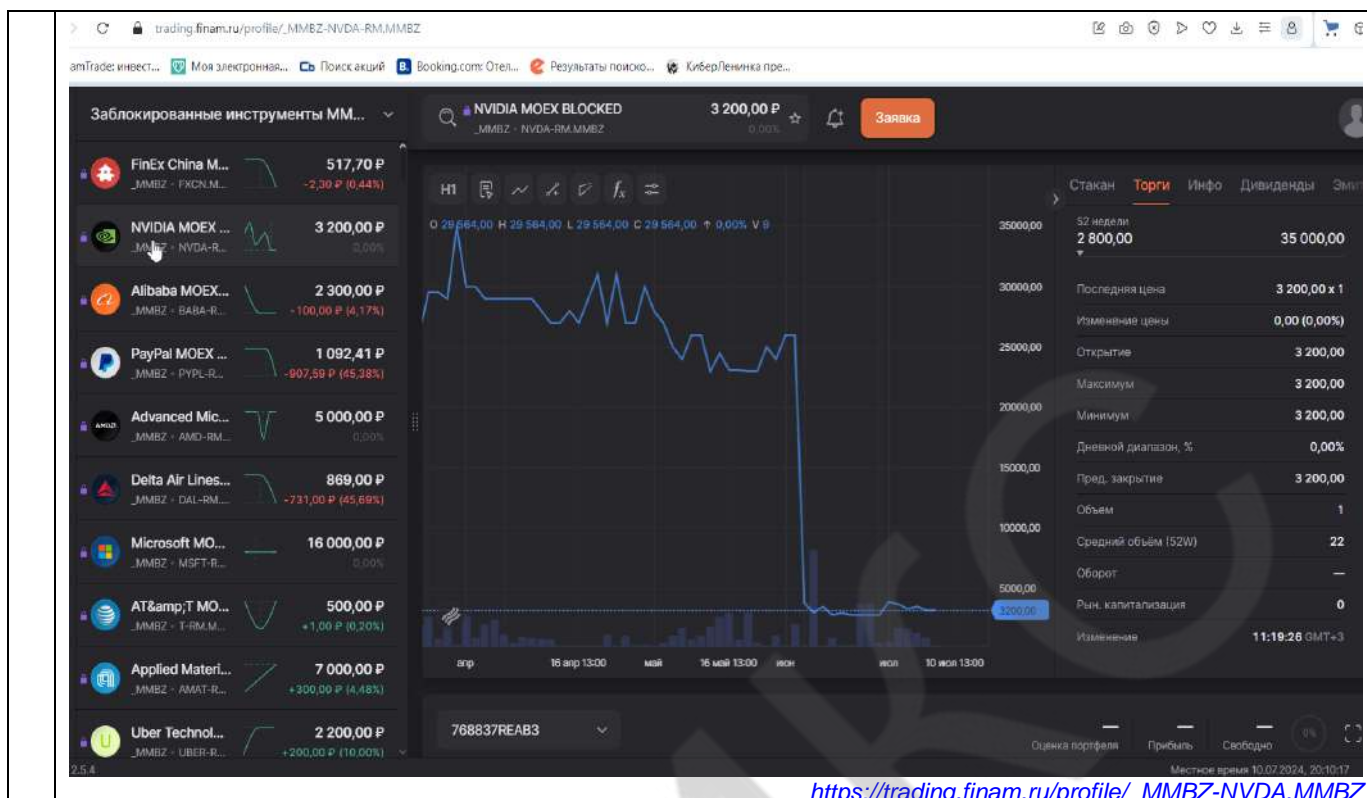 trading.finam.ru/profile/_MMBZ-NVDA-RM.MMBZ
amTrade: инвест... Моя электронная... Поиск акций Booking.com: Отел... Результаты поиско... КиберЛенинка пре...
Заблокированные инструменты ММ...
NVIDIA MOEX BLOCKED 3 200,00 ₽
_MMBZ · NVDA-RM.MMBZ 0,00%
Заявка
FinEx China M... 517,70 ₽
_MMBZ · FXCN.M... -2,30 ₽ (0,44%)
NVIDIA MOEX ... 3 200,00 ₽
_MMBZ · NVDA-R... 0,00%
Alibaba MOEX... 2 300,00 ₽
_MMBZ · BABA-R... -100,00 ₽ (4,17%)
PayPal MOEX ... 1 092,41 ₽
_MMBZ · PYPL-R... -907,59 ₽ (45,38%)
Advanced Mic... 5 000,00 ₽
_MMBZ · AMD-RM... 0,00%
Delta Air Lines... 869,00 ₽
_MMBZ · DAL-RM.... -731,00 ₽ (45,69%)
Microsoft MO... 16 000,00 ₽
_MMBZ · MSFT-R... 0,00%
AT&amp;T MO... 500,00 ₽
_MMBZ · T-RM.M... +1,00 ₽ (0,20%)
Applied Materi... 7 000,00 ₽
_MMBZ · AMAT-R... +300,00 ₽ (4,48%)
Uber Technol... 2 200,00 ₽
_MMBZ · UBER-R... +200,00 ₽ (10,00%)
2.5.4
H1
O 29 564,00 H 29 564,00 L 29 564,00 C 29 564,00 ↑ 0,00% V 9
35000,00
30000,00
25000,00
20000,00
15000,00
10000,00
5000,00
3200,00
апр 16 апр 13:00 май 16 май 13:00 июн июл 10 июл 13:00
Стакан Торги Инфо Дивиденды Эми
52 недели
2 800,00 35 000,00
Последняя цена 3 200,00 x 1
Изменение цены 0,00 (0,00%)
Открытие 3 200,00
Максимум 3 200,00
Минимум 3 200,00
Дневной диапазон, % 0,00%
Пред. закрытие 3 200,00
Объем 1
Средний объём (52W) 22
Оборот —
Рын. капитализация 0
Изменение 11:19:26 GMT+3
768837REAB3
Оценка портфеля Прибыль Свободно 0%
Местное время 10.07.2024, 20:10:17
https://trading.finam.ru/profile/_MMBZ-NVDA.MMBZ